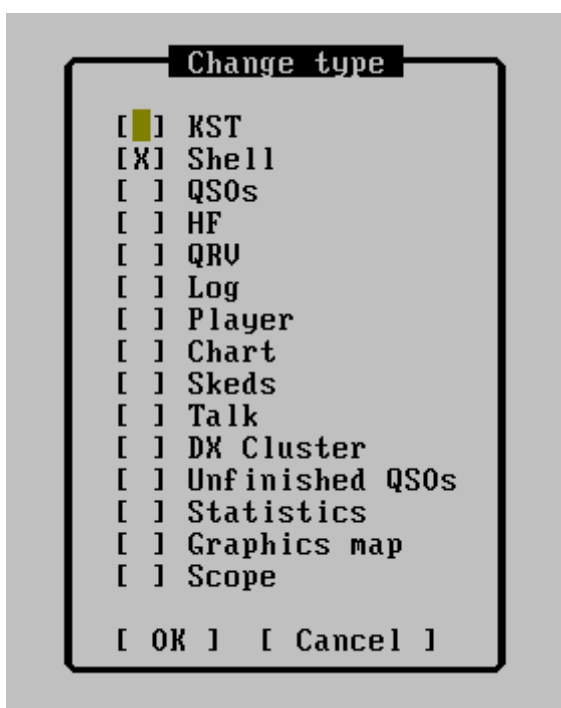 Change type
[ ] KST
[X] Shell
[ ] QSOs
[ ] HF
[ ] QRV
[ ] Log
[ ] Player
[ ] Chart
[ ] Skeds
[ ] Talk
[ ] DX Cluster
[ ] Unfinished QSOs
[ ] Statistics
[ ] Graphics map
[ ] Scope
[ OK ] [ Cancel ]